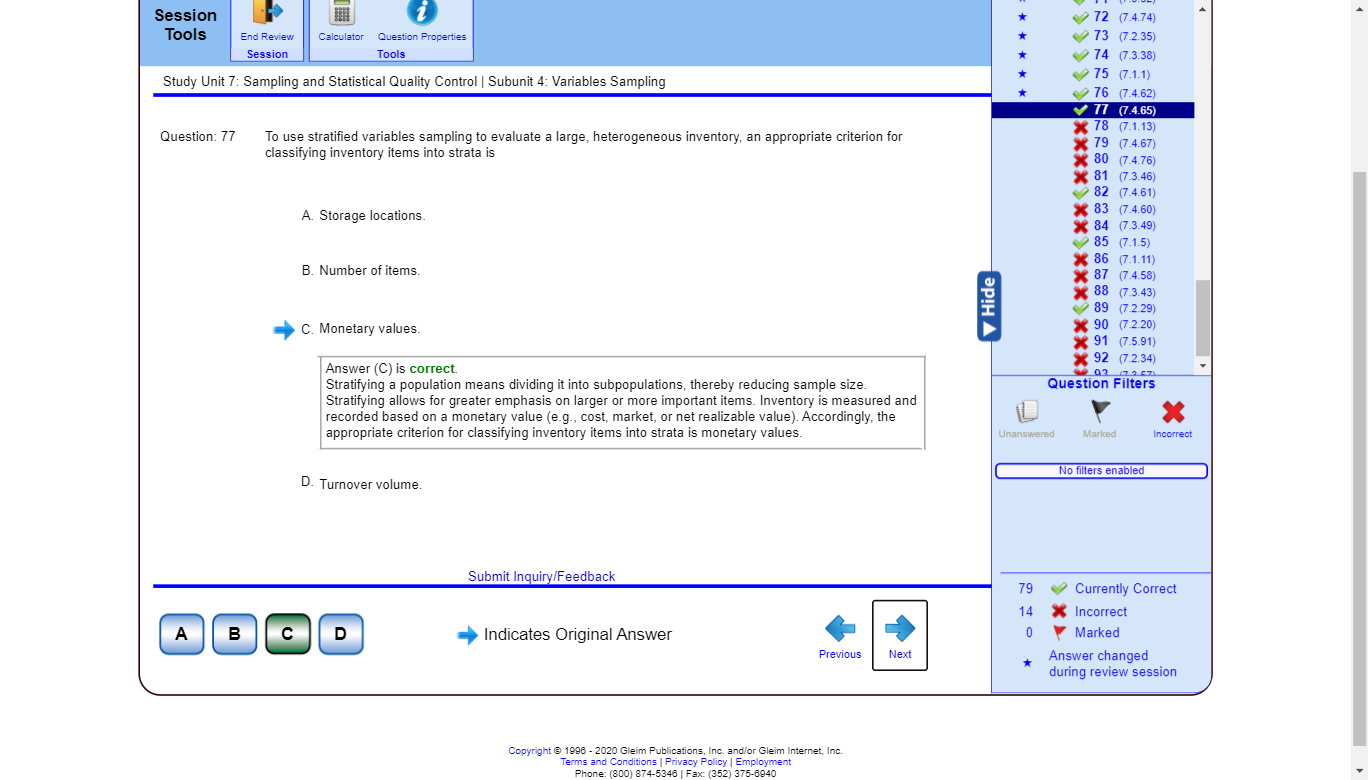 Session
Tools
End Review
Session
Calculator
Question Properties
Tools
Study Unit 7: Sampling and Statistical Quality Control | Subunit 4: Variables Sampling
Question: 77
To use stratified variables sampling to evaluate a large, heterogeneous inventory, an appropriate criterion for
classifying inventory items into strata is
A. Storage locations.
B. Number of items.
C. Monetary values.
Answer (C) is correct.
Stratifying a population means dividing it into subpopulations, thereby reducing sample size.
Stratifying allows for greater emphasis on larger or more important items. Inventory is measured and
recorded based on a monetary value (e.g., cost, market, or net realizable value). Accordingly, the
appropriate criterion for classifying inventory items into strata is monetary values.
D. Turnover volume.
Submit Inquiry/Feedback
A
B
C
D
Indicates Original Answer
Previous
Next
72 (7.4.74)
73 (7.2.35)
74 (7.3.38)
75 (7.1.1)
76 (7.4.62)
77 (7.4.65)
78 (7.1.13)
79 (7.4.67)
80 (7.4.76)
81 (7.3.46)
82 (7.4.61)
83 (7.4.60)
84 (7.3.49)
85 (7.1.5)
86 (7.1.11)
87 (7.4.58)
88 (7.3.43)
89 (7.2.29)
90 (7.2.20)
91 (7.5.91)
92 (7.2.34)
Hide
Question Filters
Unanswered
Marked
Incorrect
No filters enabled
79 Currently Correct
14 Incorrect
0 Marked
Answer changed
during review session
Copyright © 1996 - 2020 Gleim Publications, Inc. and/or Gleim Internet, Inc.
Terms and Conditions | Privacy Policy | Employment
Phone: (800) 874-5346 | Fax: (352) 375-6940